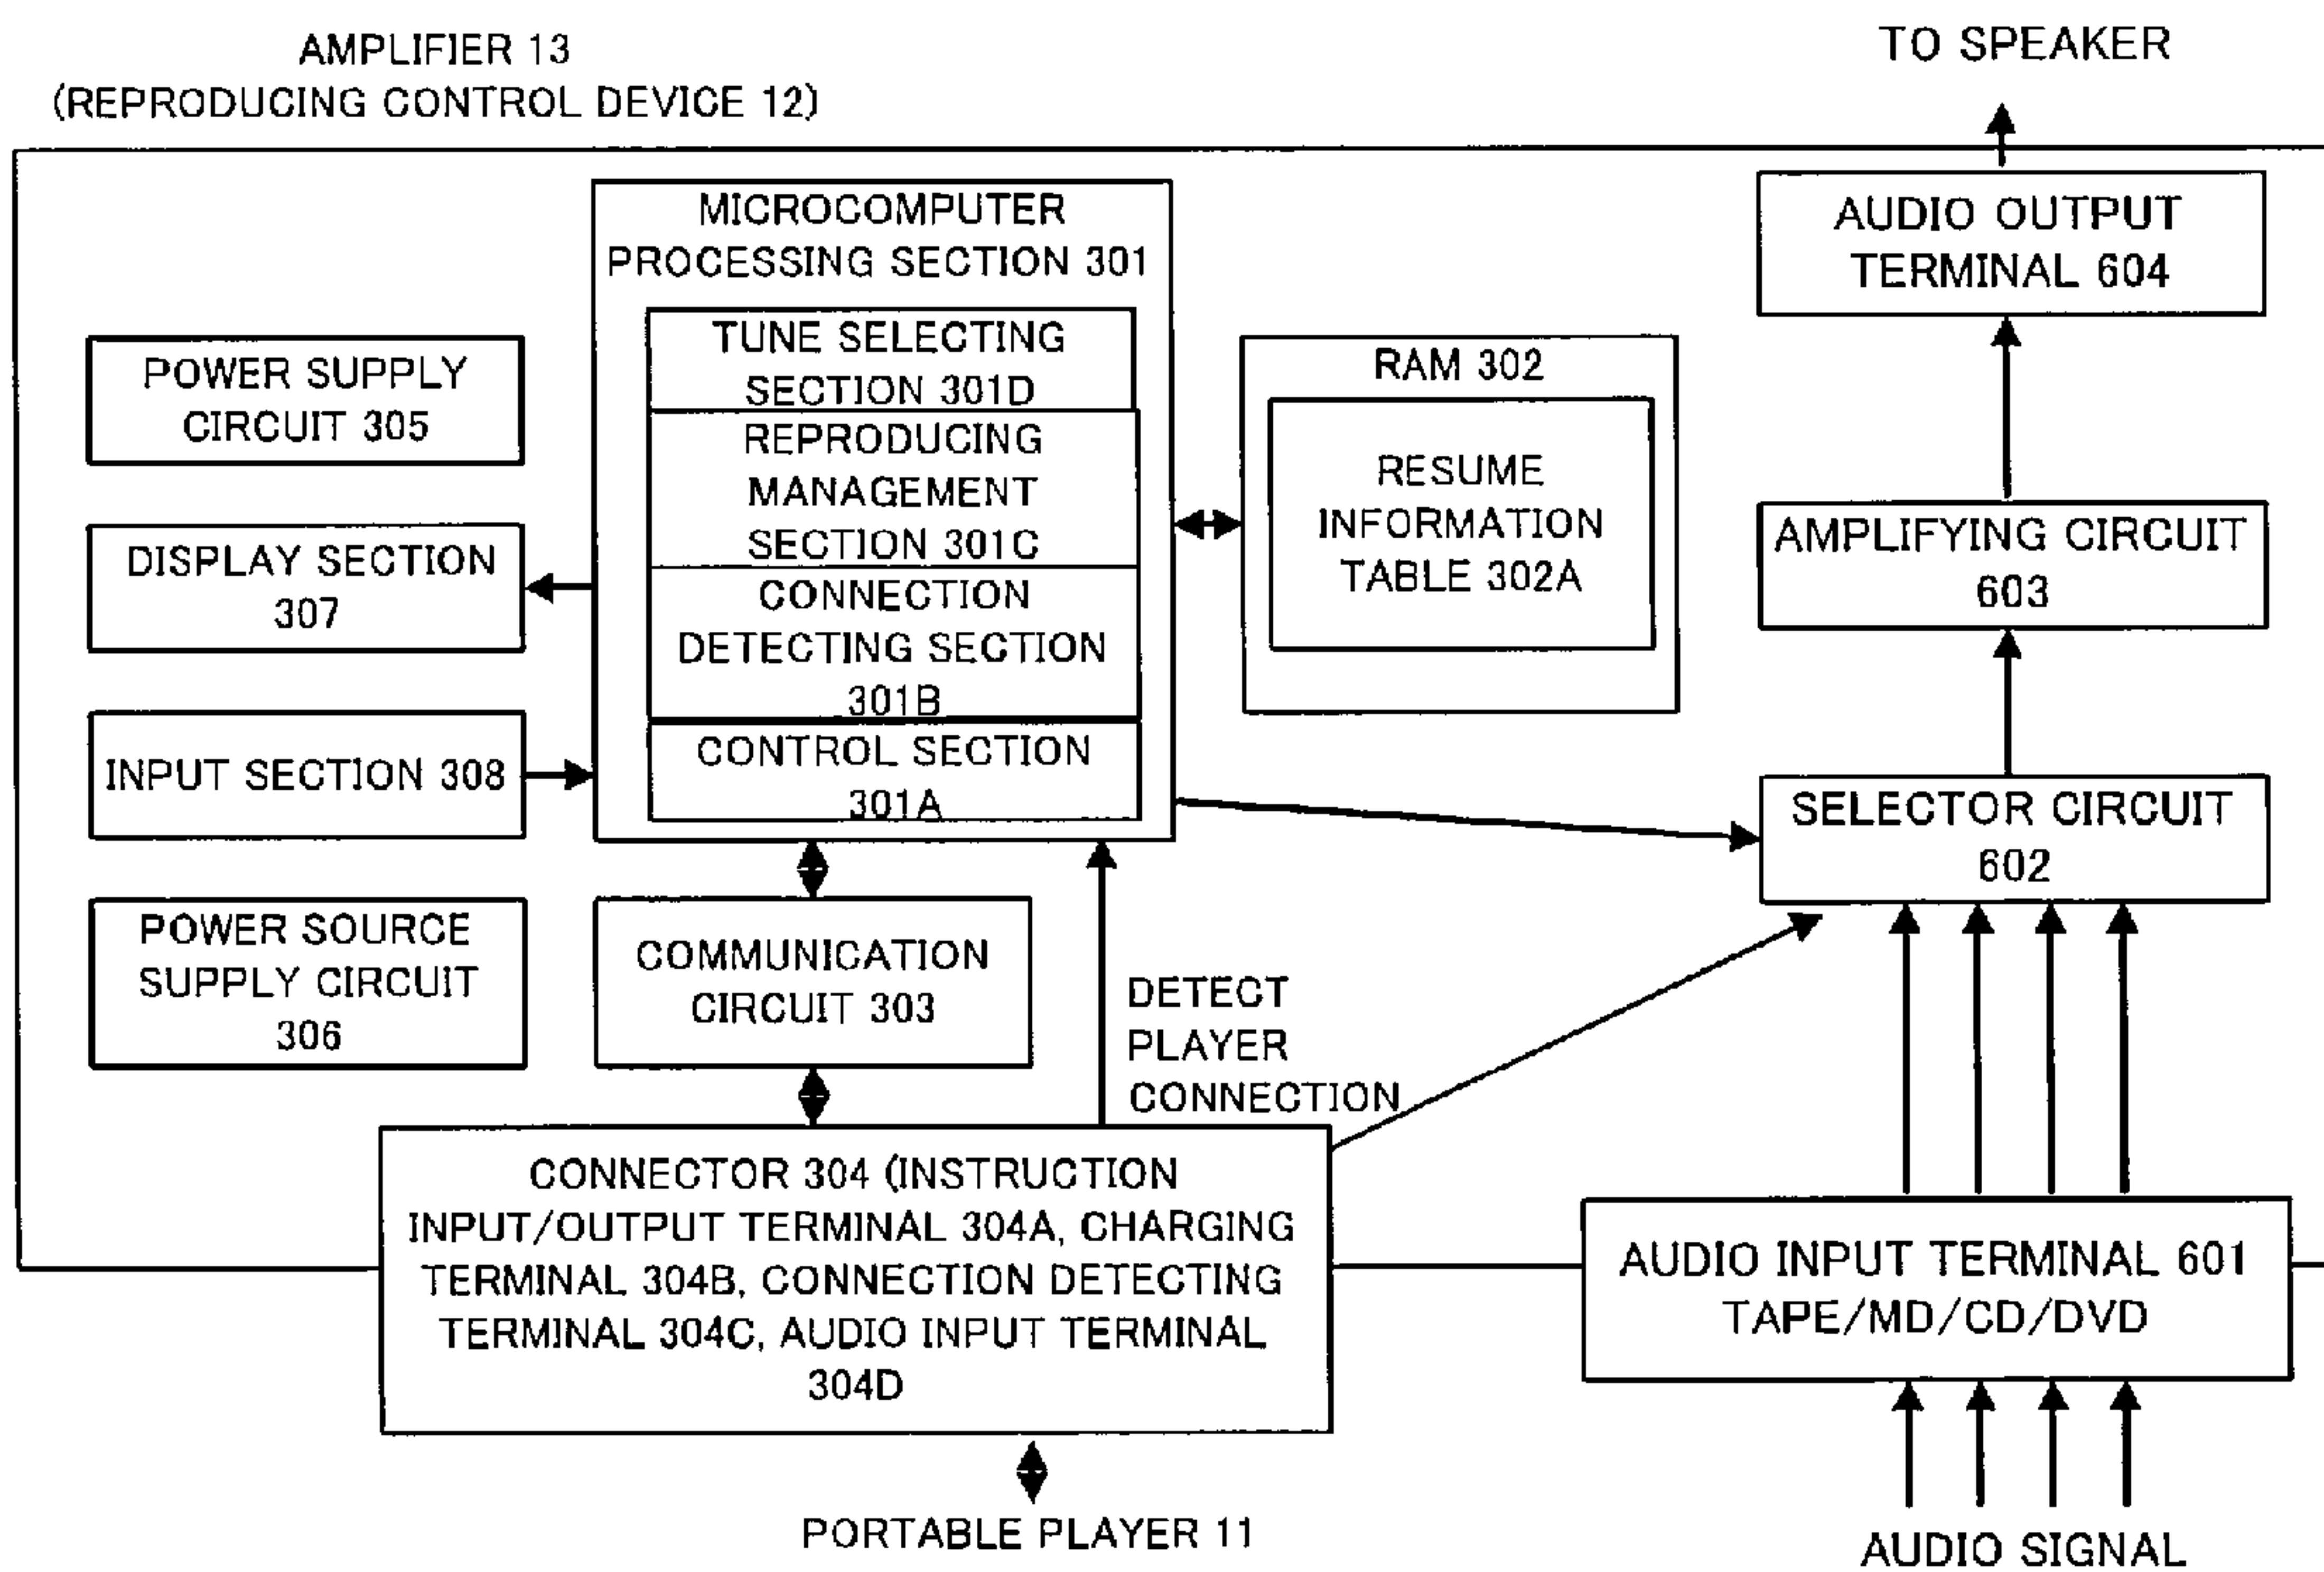 AMPLIFIER 13
(REPRODUCING CONTROL DEVICE 12)
TO SPEAKER
MICROCOMPUTER
PROCESSING SECTION 301
TUNE SELECTING
SECTION 301D
REPRODUCING
MANAGEMENT
SECTION 301C
CONNECTION
DETECTING SECTION
301B
CONTROL SECTION
301A
POWER SUPPLY
CIRCUIT 305
DISPLAY SECTION
307
INPUT SECTION 308
POWER SOURCE
SUPPLY CIRCUIT
306
RAM 302
RESUME
INFORMATION
TABLE 302A
AUDIO OUTPUT
TERMINAL 604
AMPLIFYING CIRCUIT
603
SELECTOR CIRCUIT
602
COMMUNICATION
CIRCUIT 303
DETECT
PLAYER
CONNECTION
CONNECTOR 304 (INSTRUCTION
INPUT/OUTPUT TERMINAL 304A, CHARGING
TERMINAL 304B, CONNECTION DETECTING
TERMINAL 304C, AUDIO INPUT TERMINAL
304D
AUDIO INPUT TERMINAL 601
TAPE/MD/CD/DVD
PORTABLE PLAYER 11
AUDIO SIGNAL